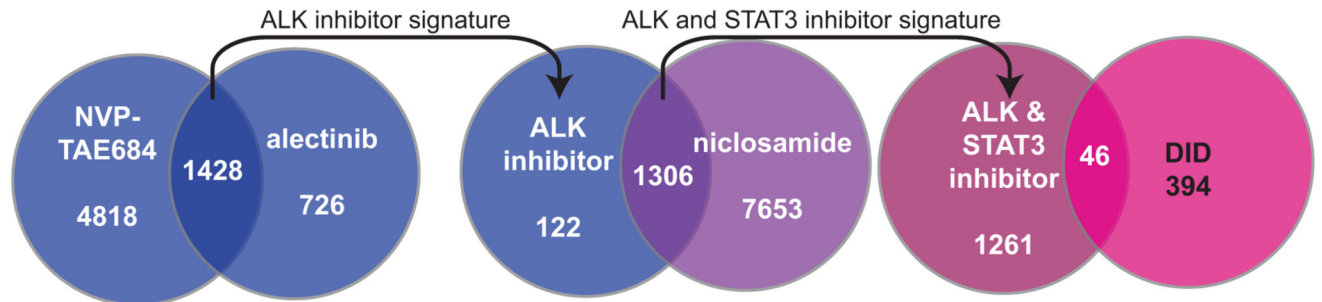 ALK inhibitor signature
ALK and STAT3 inhibitor signature
NVP-
TAE684
4818
1428
alectinib
726
ALK
inhibitor
122
1306
niclosamide
7653
ALK &
STAT3
inhibitor
1261
46
DID
394